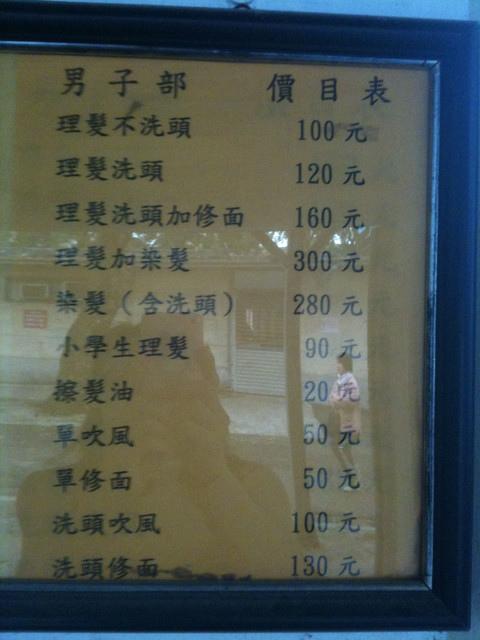 男子部 價目表
理髮不洗頭 100元
理髮洗頭 120元
理髮洗頭加修面 160元
理髮加染髮 300元
染髮（含洗頭） 280元
小學生理髮 90元
擦髮油 20元
單吹風 50元
單修面 50元
洗頭吹風 100元
洗頭修面 130元